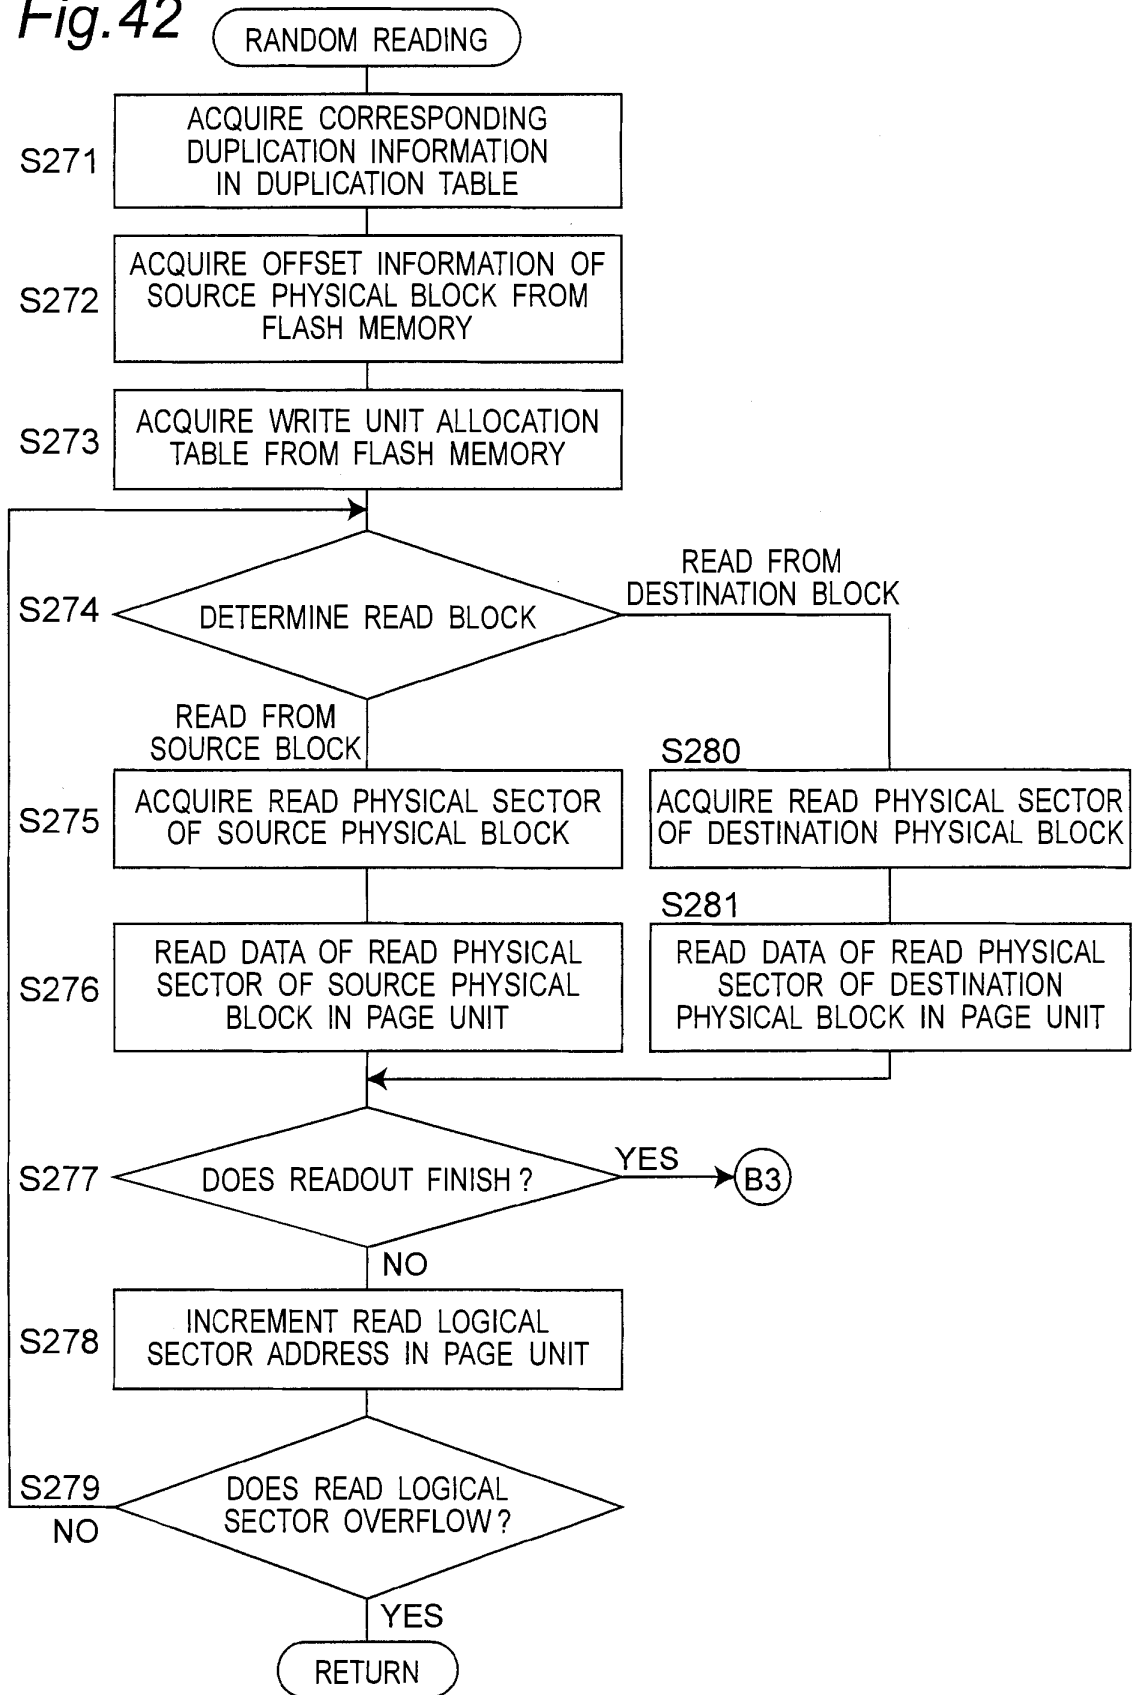 Fig.42
RANDOM READING
S271
ACQUIRE CORRESPONDING
DUPLICATION INFORMATION
IN DUPLICATION TABLE
S272
ACQUIRE OFFSET INFORMATION OF
SOURCE PHYSICAL BLOCK FROM
FLASH MEMORY
S273
ACQUIRE WRITE UNIT ALLOCATION
TABLE FROM FLASH MEMORY
S274
DETERMINE READ BLOCK
READ FROM
DESTINATION BLOCK
READ FROM
SOURCE BLOCK
S275
ACQUIRE READ PHYSICAL SECTOR
OF SOURCE PHYSICAL BLOCK
S280
ACQUIRE READ PHYSICAL SECTOR
OF DESTINATION PHYSICAL BLOCK
S276
READ DATA OF READ PHYSICAL
SECTOR OF SOURCE PHYSICAL
BLOCK IN PAGE UNIT
S281
READ DATA OF READ PHYSICAL
SECTOR OF DESTINATION
PHYSICAL BLOCK IN PAGE UNIT
S277
DOES READOUT FINISH ?
YES
B3
NO
S278
INCREMENT READ LOGICAL
SECTOR ADDRESS IN PAGE UNIT
S279
DOES READ LOGICAL
SECTOR OVERFLOW ?
NO
YES
RETURN